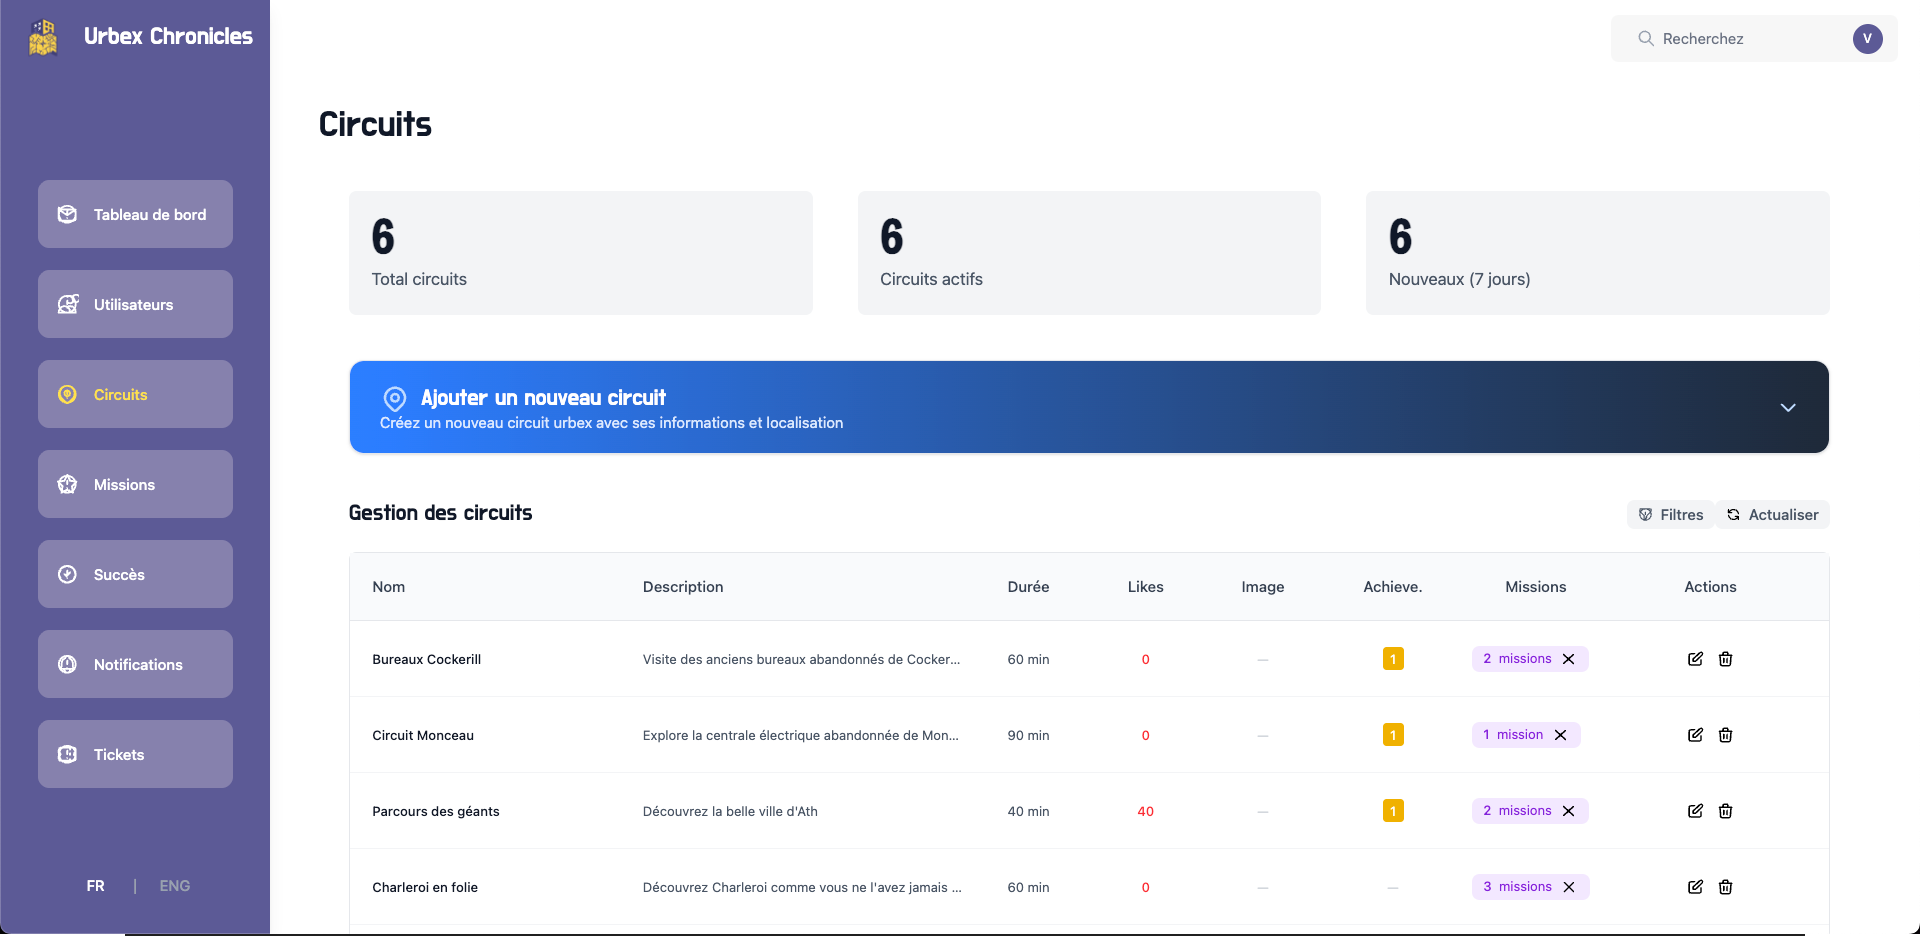 Urbex Chronicles
Recherchez
V
Tableau de bord
Utilisateurs
Circuits
Missions
Succès
Notifications
Tickets
FR | ENG
Circuits
6
Total circuits
6
Circuits actifs
6
Nouveaux (7 jours)
Ajouter un nouveau circuit
Créez un nouveau circuit urbex avec ses informations et localisation
Gestion des circuits
Filtres
Actualiser
Nom Description Durée Likes Image Achieve. Missions Actions
Bureaux Cockerill Visite des anciens bureaux abandonnés de Cocker... 60 min 0 — 1 2 missions
Circuit Monceau Explore la centrale électrique abandonnée de Mon... 90 min 0 — 1 1 mission
Parcours des géants Découvrez la belle ville d'Ath 40 min 40 — 1 2 missions
Charleroi en folie Découvrez Charleroi comme vous ne l'avez jamais ... 60 min 0 — — 3 missions